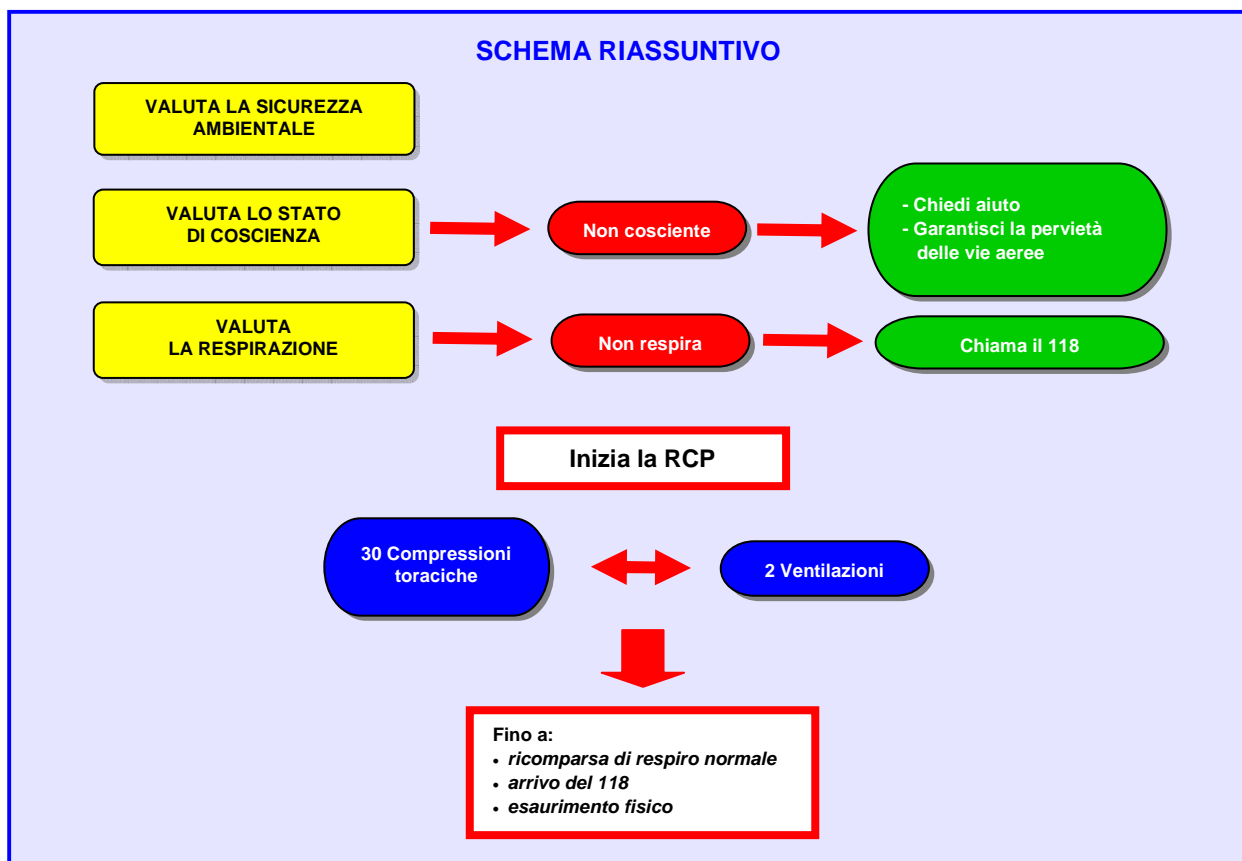 SCHEMA RIASSUNTIVO
VALUTA LA SICUREZZA
AMBIENTALE
VALUTA LO STATO
DI COSCIENZA
Non cosciente
- Chiedi aiuto
- Garantisci la pervietà
delle vie aeree
VALUTA
LA RESPIRAZIONE
Non respira
Chiama il 118
Inizia la RCP
30 Compressioni
toraciche
2 Ventilazioni
Fino a:
• ricomparsa di respiro normale
• arrivo del 118
• esaurimento fisico